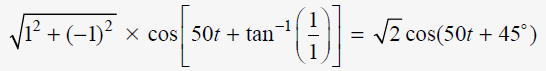 √(1² + (−1)²) × cos[50t + tan⁻¹(1/1)] = √2 cos(50t + 45°)